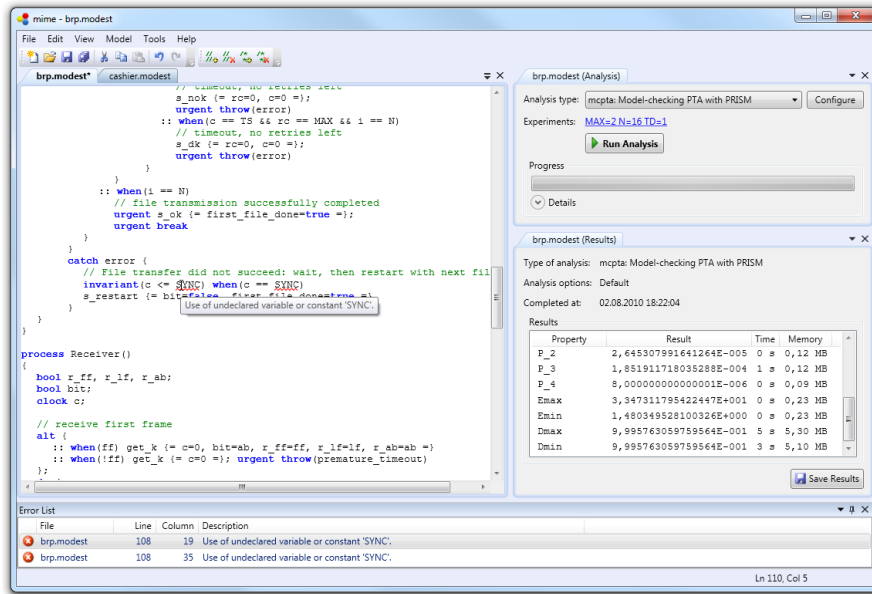 mime - brp.modest
File Edit View Model Tools Help
brp.modest* cashier.modest
// timeout, no retries left
s_nok {= rc=0, c=0 =};
urgent throw(error)
:: when(c == TS && rc == MAX && i == N)
// timeout, no retries left
s_dk {= rc=0, c=0 =};
urgent throw(error)
}
}
:: when(i == N)
// file transmission successfully completed
urgent s_ok {= first_file_done=true =};
urgent break
}
}
catch error {
// File transfer did not succeed: wait, then restart with next fil
invariant(c <= SYNC) when(c == SYNC)
s_restart {= bit=false, first_file_done=true =}
Use of undeclared variable or constant 'SYNC'.
}
}
}
process Receiver()
{
bool r_ff, r_lf, r_ab;
bool bit;
clock c;
// receive first frame
alt {
:: when(ff) get_k {= c=0, bit=ab, r_ff=ff, r_lf=lf, r_ab=ab =}
:: when(!ff) get_k {= c=0 =}; urgent throw(premature_timeout)
};
brp.modest (Analysis)
Analysis type: mcpta: Model-checking PTA with PRISM Configure
Experiments: MAX=2 N=16 TD=1
Run Analysis
Progress
Details
brp.modest (Results)
Type of analysis: mcpta: Model-checking PTA with PRISM
Analysis options: Default
Completed at: 02.08.2010 18:22:04
Results
Property Result Time Memory
P_2 2,645307991641264E-005 0 s 0,12 MB
P_3 1,851911718035288E-004 1 s 0,12 MB
P_4 8,000000000000001E-006 0 s 0,09 MB
Emax 3,347311795422447E+001 0 s 0,23 MB
Emin 1,480349528100326E+000 0 s 0,23 MB
Dmax 9,995763059759564E-001 5 s 5,30 MB
Dmin 9,995763059759564E-001 3 s 5,10 MB
Save Results
Error List
File Line Column Description
brp.modest 108 19 Use of undeclared variable or constant 'SYNC'.
brp.modest 108 35 Use of undeclared variable or constant 'SYNC'.
Ln 110, Col 5